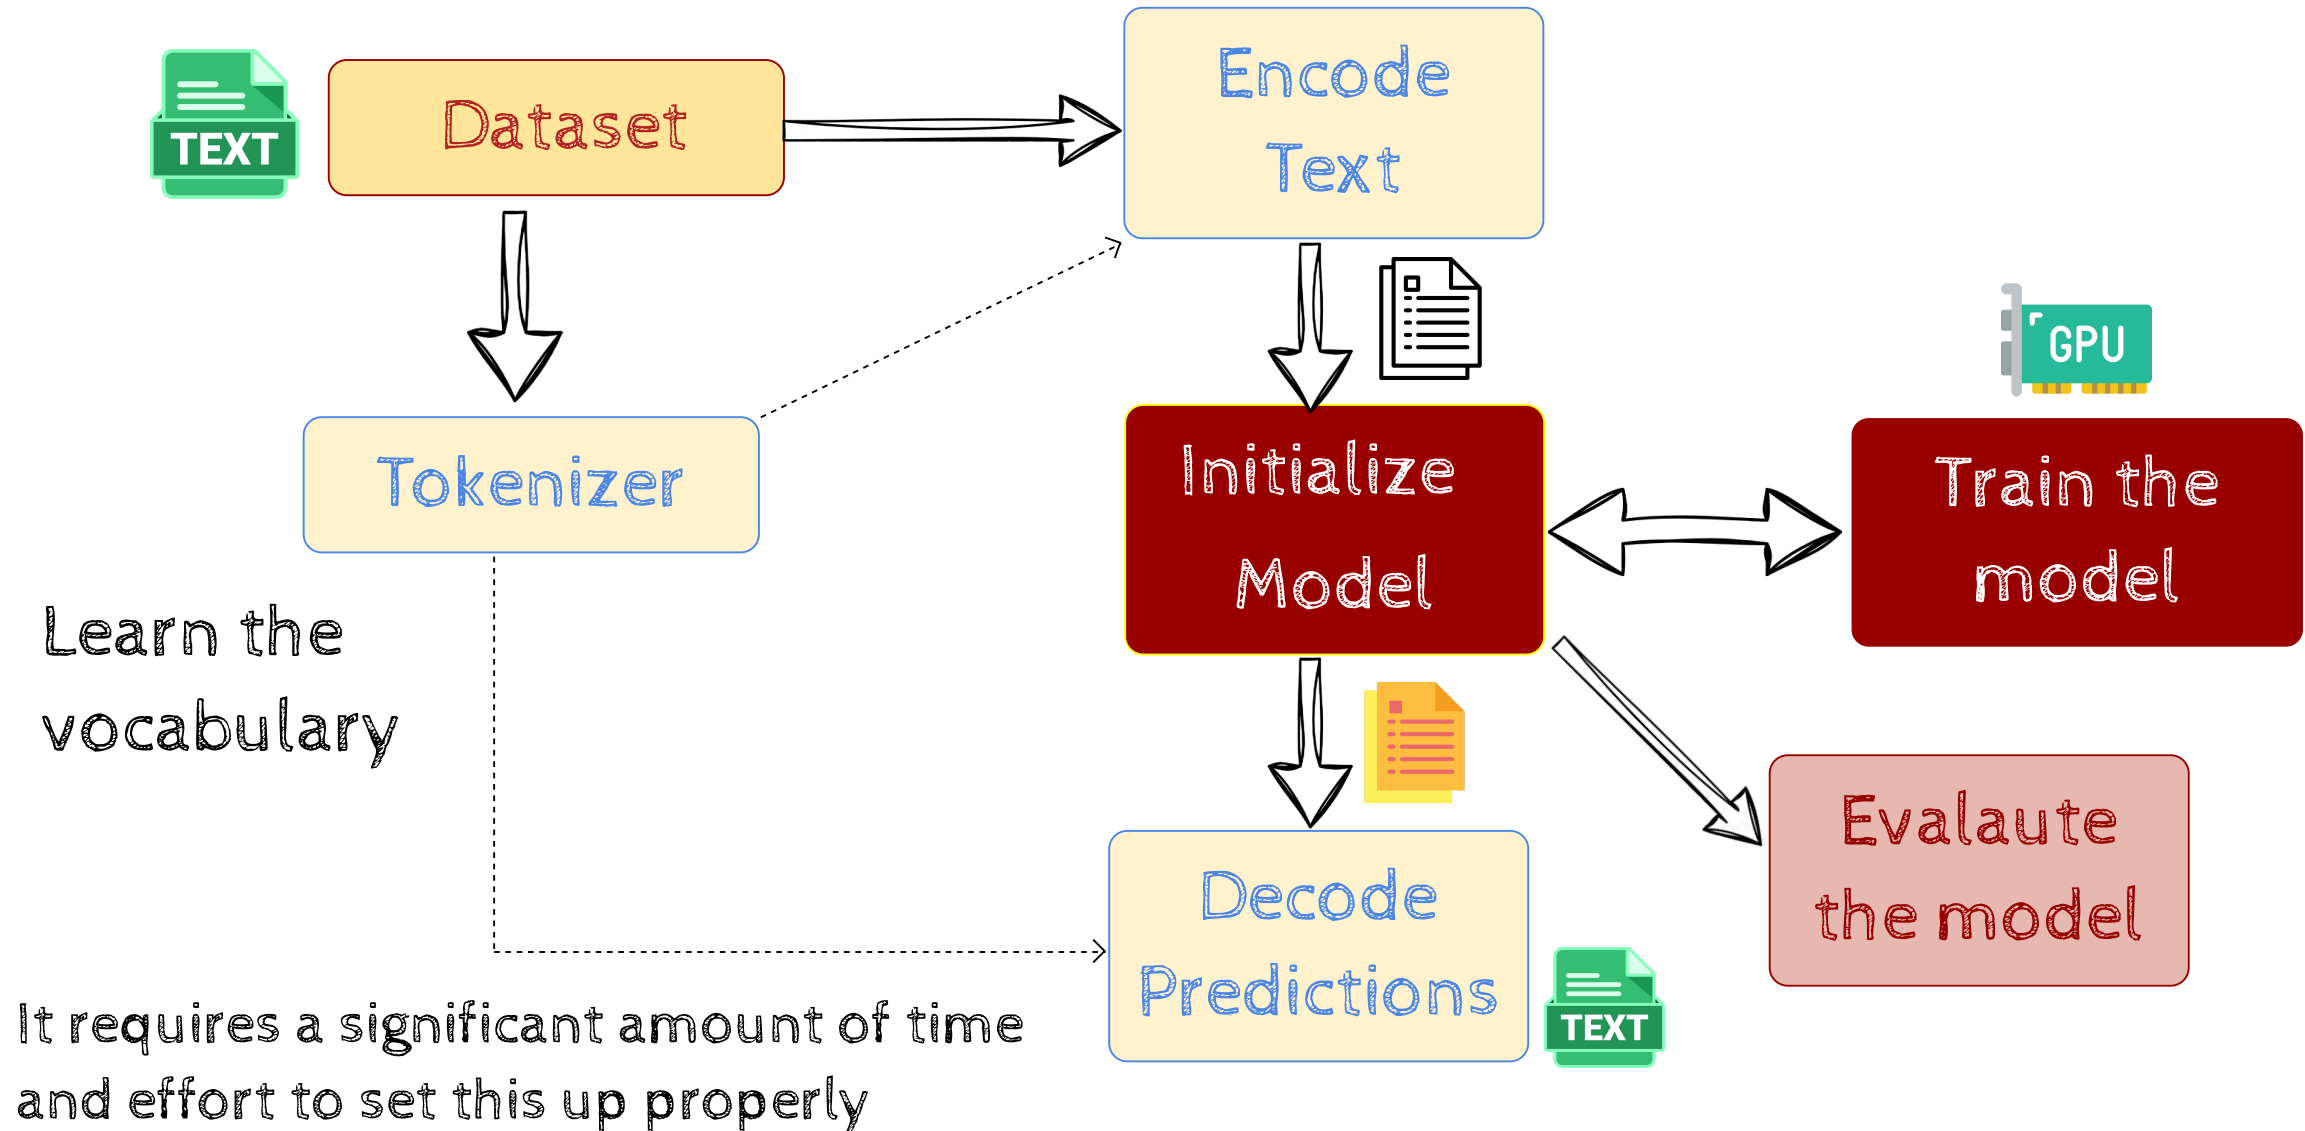 TEXT
Dataset
Encode
Text
GPU
Tokenizer
Initialize
Model
Train the
model
Learn the
vocabulary
Evalaute
the model
Decode
Predictions
TEXT
It requires a significant amount of time
and effort to set this up properly